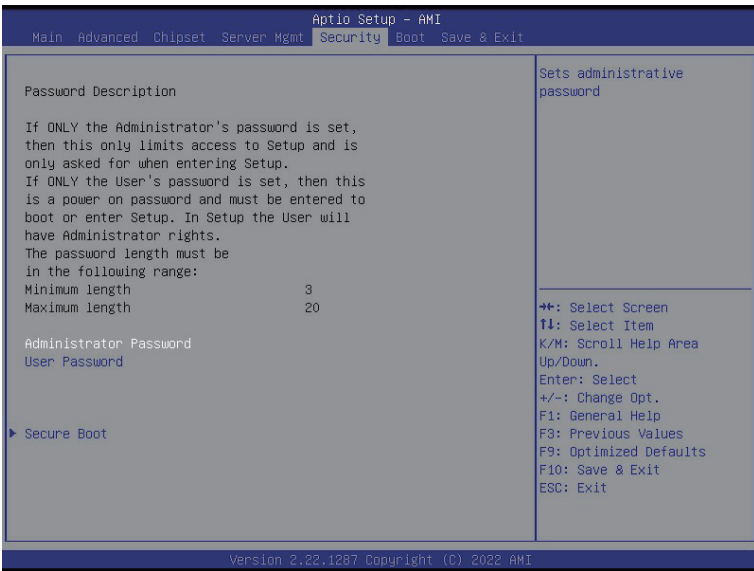 Aptio Setup – AMI
Main Advanced Chipset Server Mgmt Security Boot Save & Exit
Password Description
If ONLY the Administrator's password is set,
then this only limits access to Setup and is
only asked for when entering Setup.
If ONLY the User's password is set, then this
is a power on password and must be entered to
boot or enter Setup. In Setup the User will
have Administrator rights.
The password length must be
in the following range:
Minimum length 3
Maximum length 20
Administrator Password
User Password
Secure Boot
Sets administrative
password
→←: Select Screen
↑↓: Select Item
K/M: Scroll Help Area
Up/Down.
Enter: Select
+/-: Change Opt.
F1: General Help
F3: Previous Values
F9: Optimized Defaults
F10: Save & Exit
ESC: Exit
Version 2.22.1287 Copyright (C) 2022 AMI